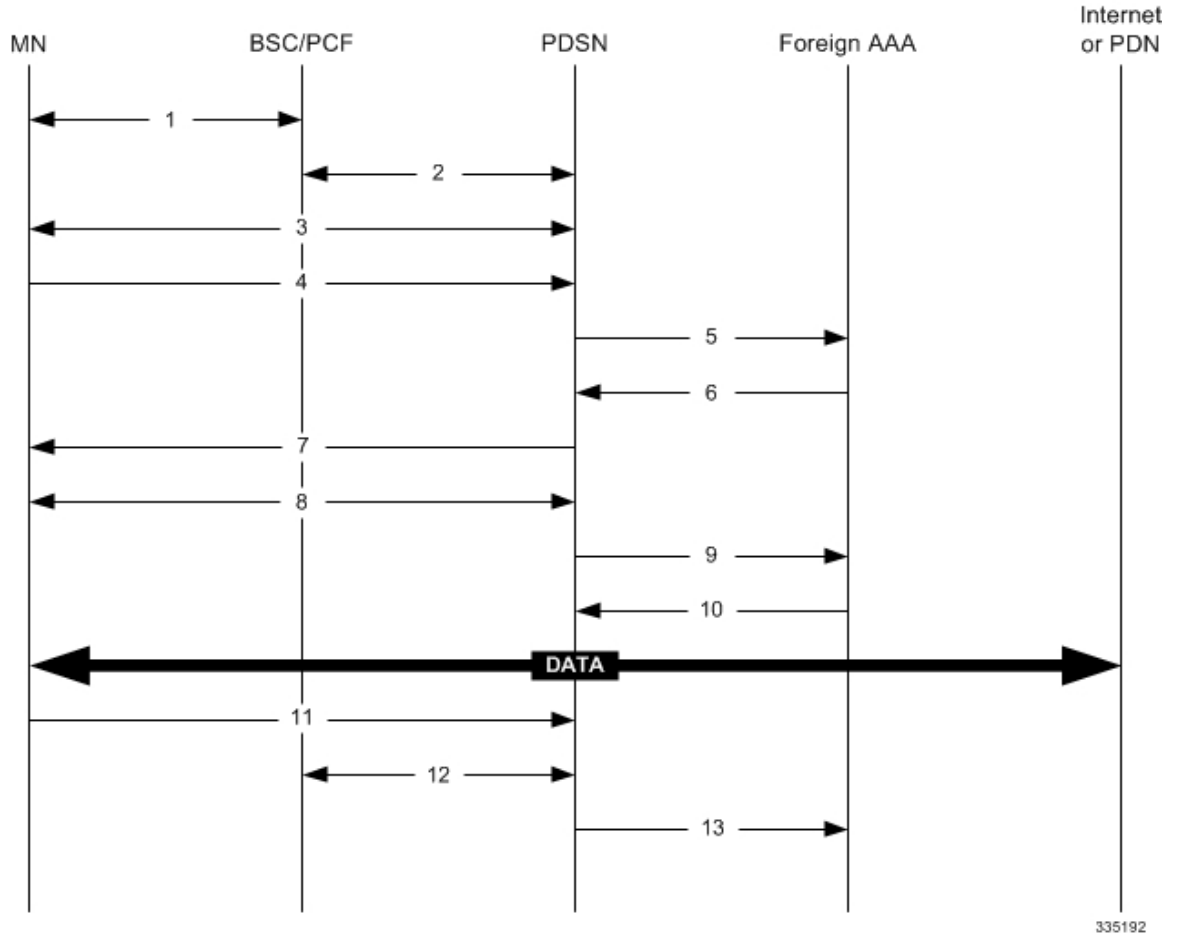 Internet
or PDN
MN
BSC/PCF
PDSN
Foreign AAA
1
2
3
4
5
6
7
8
9
10
DATA
11
12
13
335192